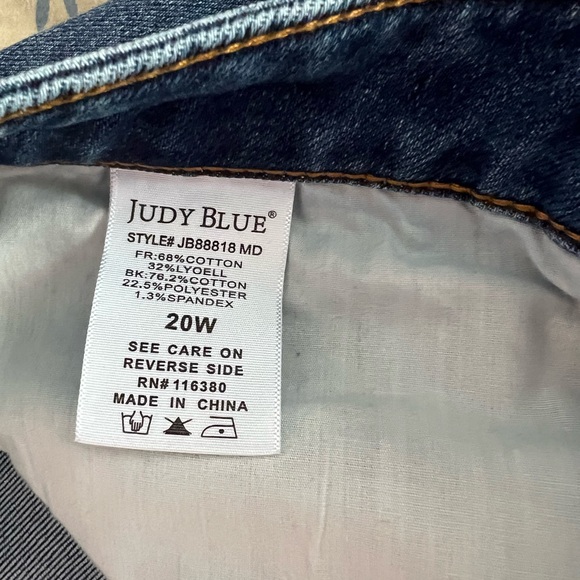 JUDY BLUE®
STYLE# JB88818 MD
FR:68%COTTON
32%LYOELL
BK:76.2%COTTON
22.5%POLYESTER
1.3%SPANDEX
20W
SEE CARE ON
REVERSE SIDE
RN# 116380
MADE IN CHINA